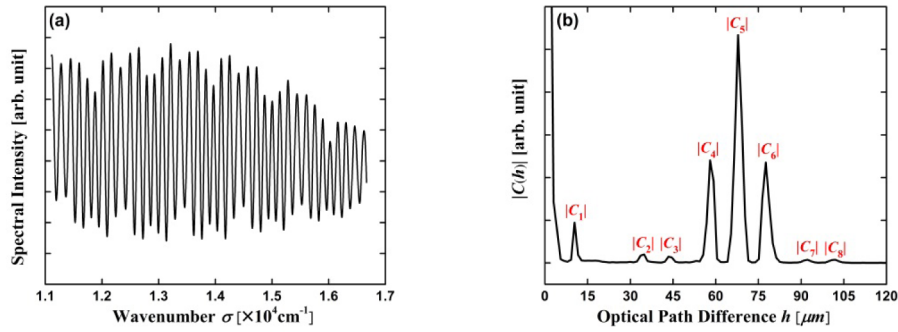 (a)
Spectral Intensity [arb. unit]
1.1 1.2 1.3 1.4 1.5 1.6 1.7
Wavenumber σ [×10⁴cm⁻¹]
(b)
|C(h)| [arb. unit]
|C₁|
|C₂|
|C₃|
|C₄|
|C₅|
|C₆|
|C₇|
|C₈|
0 15 30 45 60 75 90 105 120
Optical Path Difference h [μm]